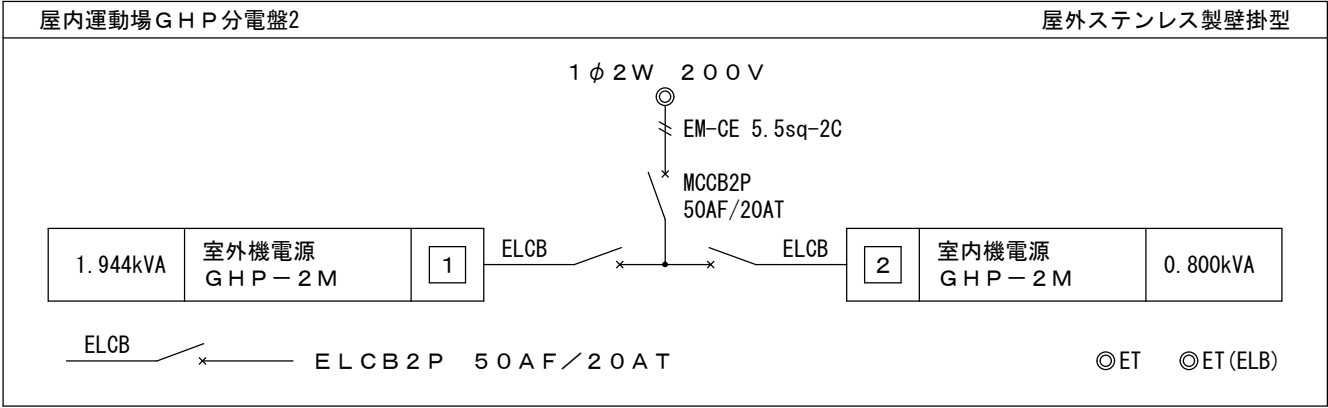 屋内運動場ＧＨＰ分電盤2
屋外ステンレス製壁掛型
１φ２Ｗ　２００Ｖ
EM-CE 5.5sq-2C
MCCB2P
50AF/20AT
1.944kVA
室外機電源
ＧＨＰ－２Ｍ
1
ELCB
ELCB
2
室内機電源
ＧＨＰ－２Ｍ
0.800kVA
ELCB
ＥＬＣＢ２Ｐ　５０ＡＦ／２０ＡＴ
◎ET
◎ET(ELB)